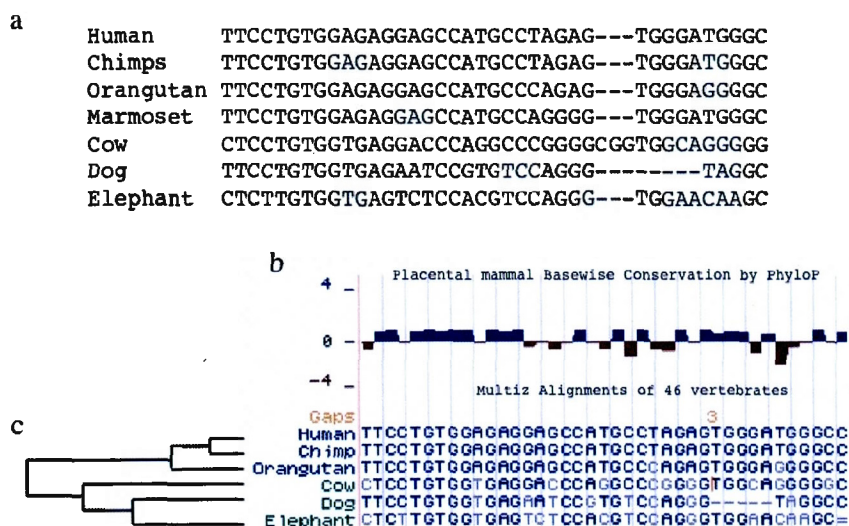 a
Human TTCCTGTGGAGAGGAGCCATGCCTAGAG---TGGGATGGGC
Chimps TTCCTGTGGAGAGGAGCCATGCCTAGAG---TGGGATGGGC
Orangutan TTCCTGTGGAGAGGAGCCATGCCCAGAG---TGGGAGGGGC
Marmoset TTCCTGTGGAGAGGAGCCATGCCAGGGG---TGGGATGGGC
Cow CTCCTGTGGTGAGGACCCAGGCCCGGGGCGGTGGCAGGGGG
Dog TTCCTGTGGTGAGAATCCGTGTCCAGGG--------TAGGC
Elephant CTCTTGTGGTGAGTCTCCACGTCCAGGG---TGGAACAAGC
b
Placental mammal Basewise Conservation by PhyloP
4 –
0 –
-4 –
Multiz Alignments of 46 vertebrates
c
Gaps 3
Human TTCCTGTGGAGAGGAGCCATGCCTAGAGTGGGATGGGCC
Chimp TTCCTGTGGAGAGGAGCCATGCCTAGAGTGGGATGGGCC
Orangutan TTCCTGTGGAGAGGAGCCATGCCCAGAGTGGGAGGGGCC
Cow CTCCTGTGGTGAGGACCCAGGCCCGGGGTGGCAGGGGGC
Dog TTCCTGTGGTGAGAATCCGTGTCCAGGG-----TAGGCC
Elephant CTCTTGTGGTGAGTCTCCACGTCCAGGGTGGAACAAGC=